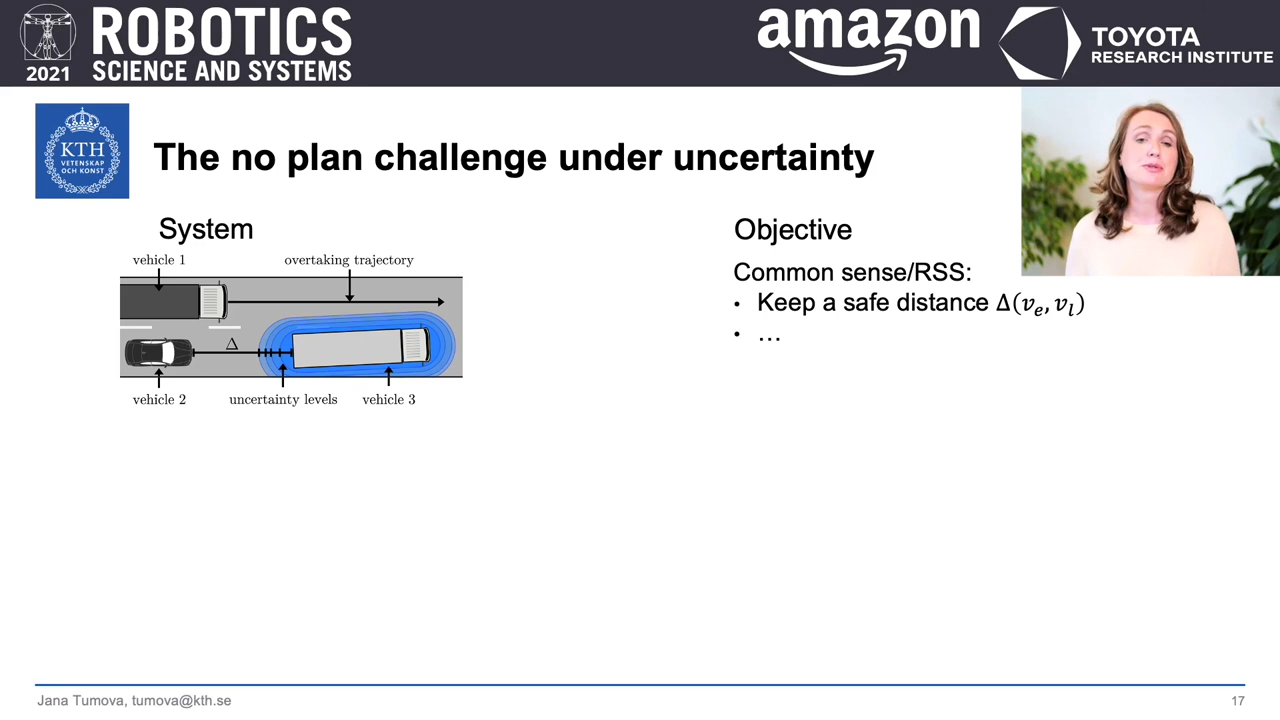 2021
ROBOTICS
SCIENCE AND SYSTEMS
amazon
TOYOTA
RESEARCH INSTITUTE
KTH
VETENSKAP
OCH KONST
The no plan challenge under uncertainty
System
vehicle 1
overtaking trajectory
Δ
vehicle 2
uncertainty levels
vehicle 3
Objective
Common sense/RSS:
• Keep a safe distance Δ(𝑣ₑ, 𝑣ₗ)
• …
Jana Tumova, tumova@kth.se
17